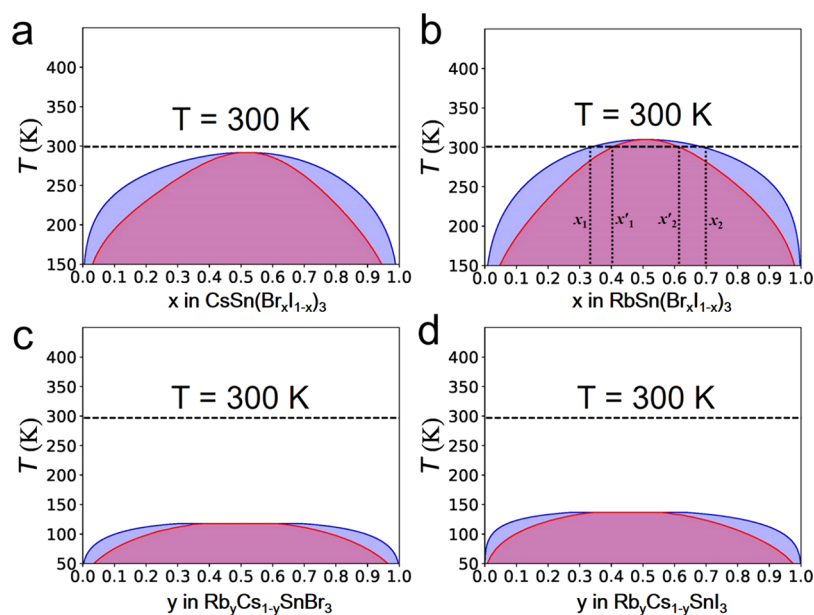 a
450
400
350
300
250
200
150
T (K)
T = 300 K
0.0 0.1 0.2 0.3 0.4 0.5 0.6 0.7 0.8 0.9 1.0
x in CsSn(BrₓI₁₋ₓ)₃
b
450
400
350
300
250
200
150
T (K)
T = 300 K
x₁ x'₁ x'₂ x₂
0.0 0.1 0.2 0.3 0.4 0.5 0.6 0.7 0.8 0.9 1.0
x in RbSn(BrₓI₁₋ₓ)₃
c
450
400
350
300
250
200
150
100
50
T (K)
T = 300 K
0.0 0.1 0.2 0.3 0.4 0.5 0.6 0.7 0.8 0.9 1.0
y in RbyCs1-ySnBr₃
d
450
400
350
300
250
200
150
100
50
T (K)
T = 300 K
0.0 0.1 0.2 0.3 0.4 0.5 0.6 0.7 0.8 0.9 1.0
y in RbyCs1-ySnI₃